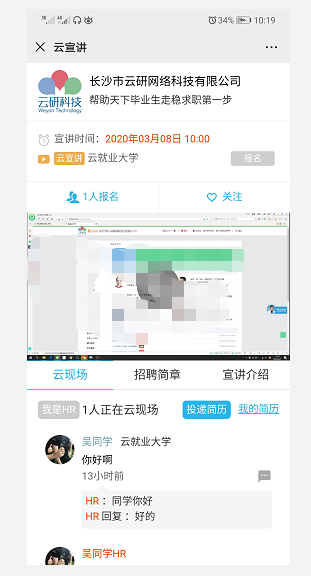 34% 10:19
云宣讲
云研科技
Weyon Technology
长沙市云研网络科技有限公司
帮助天下毕业生走稳求职第一步
宣讲时间：2020年03月08日 10:00
云宣讲 云就业大学 报名
1人报名 关注
云现场 招聘简章 宣讲介绍
我是HR 1人正在云现场 投递简历 我的简历
吴同学 云就业大学
你好啊
13小时前
HR：同学你好
HR 回复：好的
吴同学HR